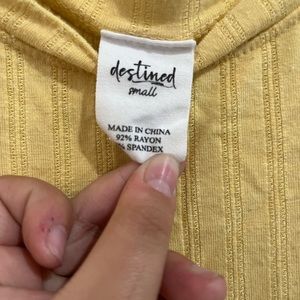 destined
small
MADE IN CHINA
92% RAYON
% SPANDEX